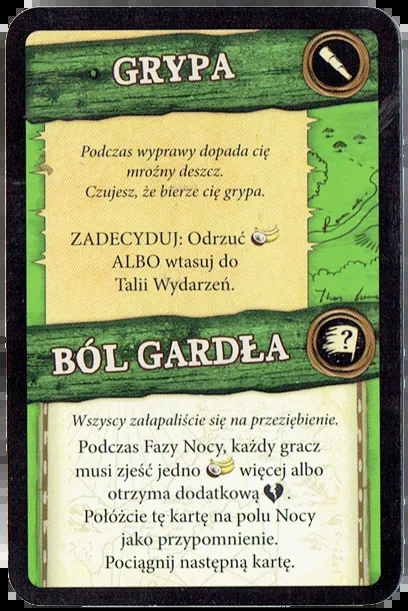 GRYPA
Podczas wyprawy dopada cię
mroźny deszcz.
Czujesz, że bierze cię grypa.
ZADECYDUJ: Odrzuć
ALBO wtasuj do
Talii Wydarzeń.
?
BÓL GARDŁA
Wszyscy załapaliście się na przeziębienie.
Podczas Fazy Nocy, każdy gracz
musi zjeść jedno więcej albo
otrzyma dodatkową .
Połóżcie tę kartę na polu Nocy
jako przypomnienie.
Pociągnij następną kartę.